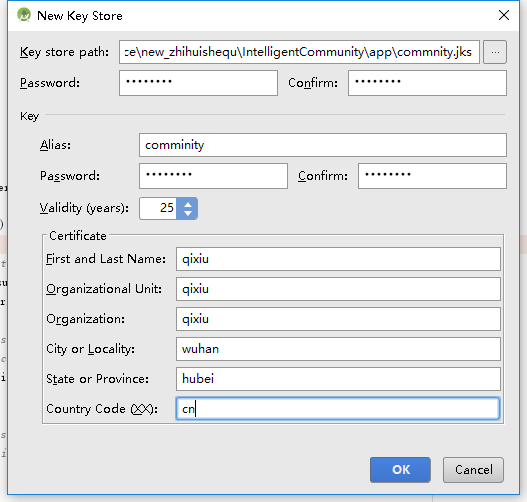 New Key Store
Key store path: ce\new_zhihuishequ\IntelligentCommunity\app\commnity.jks ...
Password: •••••••• Confirm: ••••••••
Key
Alias: comminity
Password: •••••••• Confirm: ••••••••
Validity (years): 25
Certificate
First and Last Name: qixiu
Organizational Unit: qixiu
Organization: qixiu
City or Locality: wuhan
State or Province: hubei
Country Code (XX): cn
OK Cancel